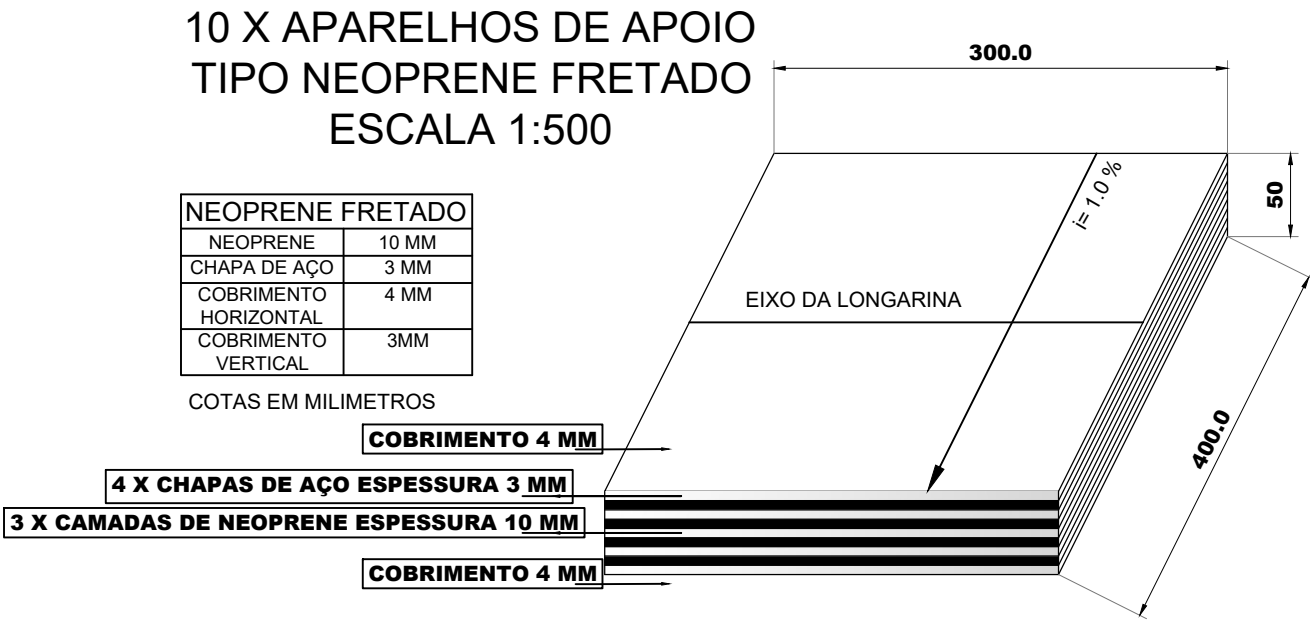 10 X APARELHOS DE APOIO
TIPO NEOPRENE FRETADO
ESCALA 1:500
300.0
50
i= 1.0 %
NEOPRENE FRETADO
NEOPRENE 10 MM
CHAPA DE AÇO 3 MM
COBRIMENTO HORIZONTAL 4 MM
COBRIMENTO VERTICAL 3MM
EIXO DA LONGARINA
COTAS EM MILIMETROS
400.0
COBRIMENTO 4 MM
4 X CHAPAS DE AÇO ESPESSURA 3 MM
3 X CAMADAS DE NEOPRENE ESPESSURA 10 MM
COBRIMENTO 4 MM